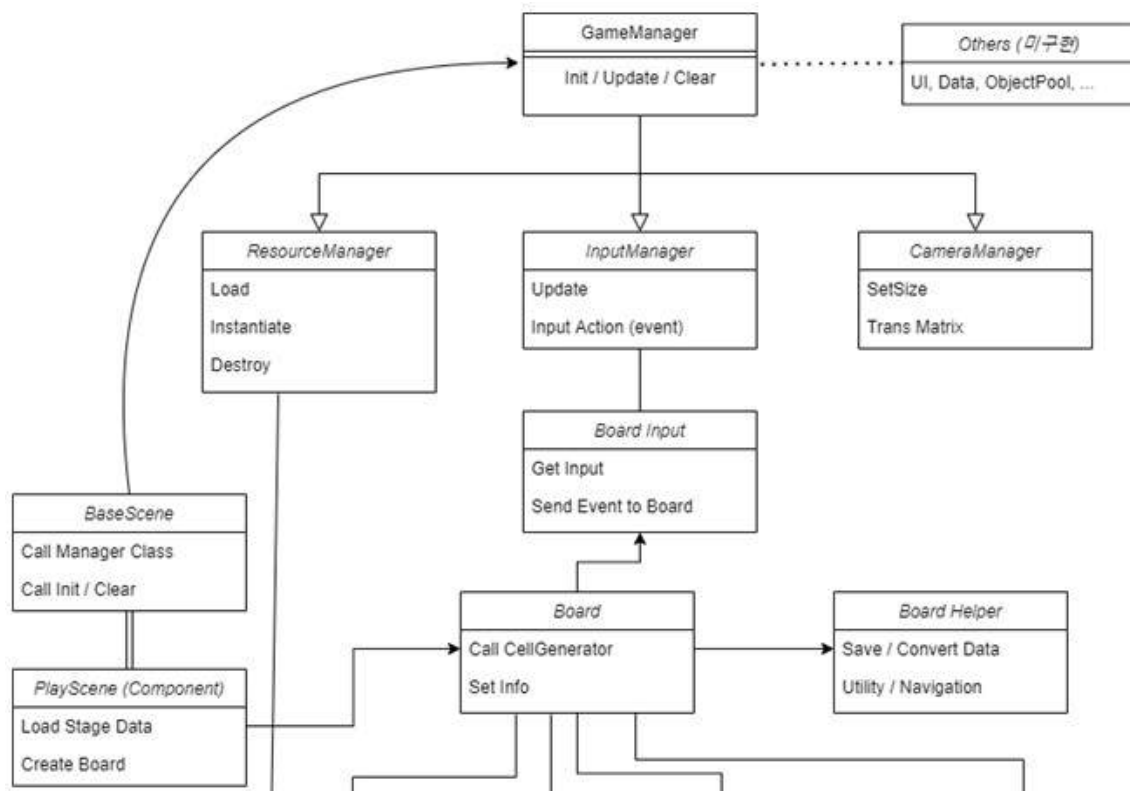 GameManager
Init / Update / Clear
Others (미구현)
UI, Data, ObjectPool, ...
ResourceManager
Load
Instantiate
Destroy
InputManager
Update
Input Action (event)
CameraManager
SetSize
Trans Matrix
Board Input
Get Input
Send Event to Board
BaseScene
Call Manager Class
Call Init / Clear
Board
Call CellGenerator
Set Info
Board Helper
Save / Convert Data
Utility / Navigation
PlayScene (Component)
Load Stage Data
Create Board